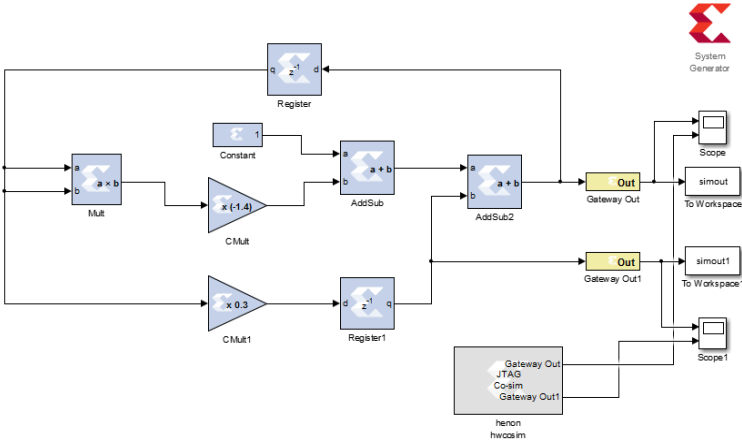 System
Generator
q
z-1
d
Register
1
Constant
a
b
a + b
AddSub
a
b
a × b
Mult
x (-1.4)
CMult
a
b
a + b
AddSub2
Out
Gateway Out
Scope
simout
To Workspace
x 0.3
CMult1
d
z-1
q
Register1
Out
Gateway Out1
simout1
To Workspace1
Scope1
Gateway Out
JTAG
Co-sim
Gateway Out1
henon
hwcosim